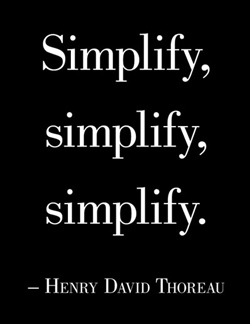 Simplify,
simplify,
simplify.
– Henry David Thoreau